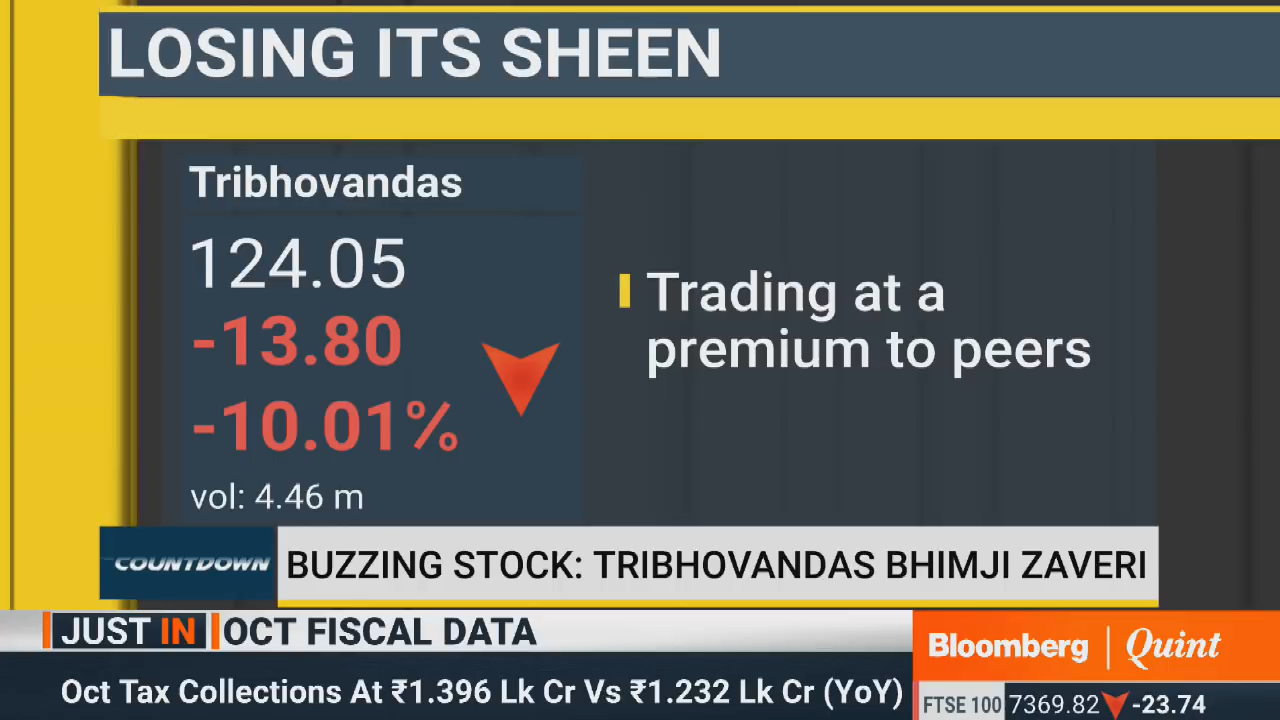 LOSING ITS SHEEN
Tribhovandas
124.05
-13.80
-10.01%
vol: 4.46 m
Trading at a
premium to peers
COUNTDOWN
BUZZING STOCK: TRIBHOVANDAS BHIMJI ZAVERI
JUST IN
OCT FISCAL DATA
Oct Tax Collections At ₹1.396 Lk Cr Vs ₹1.232 Lk Cr (YoY)
Bloomberg | Quint
FTSE 100 7369.82 -23.74